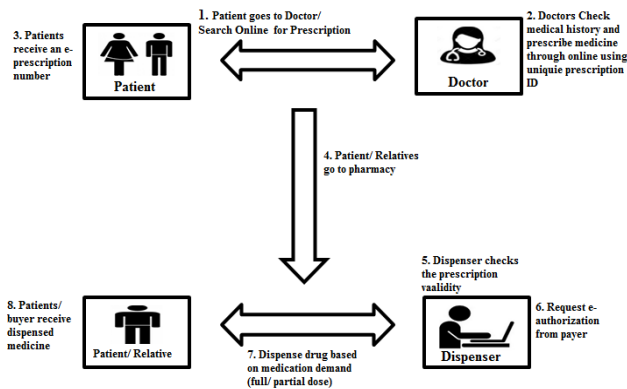 1. Patient goes to Doctor/
Search Online for Prescription
3. Patients
receive an e-
prescription
number
Patient
2. Doctors Check
medical history and
prescribe medicine
through online using
uniquie prescription
ID
Doctor
4. Patient/ Relatives
go to pharmacy
5. Dispenser checks
the prescription
vaalidity
8. Patients/
buyer receive
dispensed
medicine
Patient/ Relative
7. Dispense drug based
on medication demand
(full/ partial dose)
Dispenser
6. Request e-
authorization
from payer